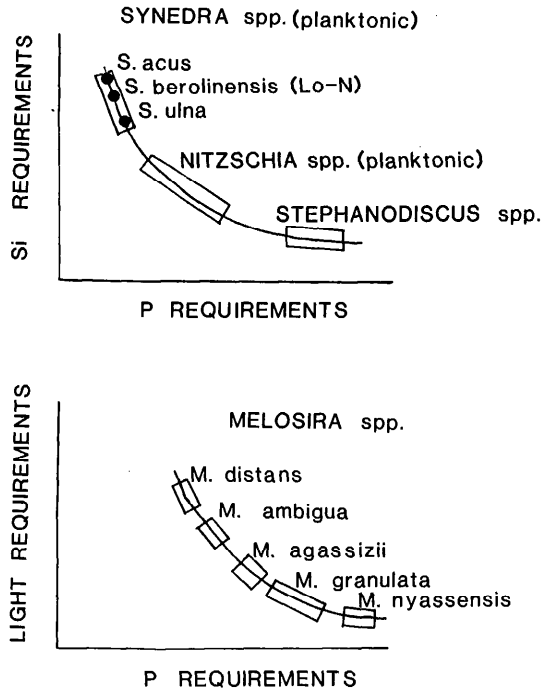 SYNEDRA spp. (planktonic)
S. acus
S. berolinensis (Lo-N)
S. ulna
NITZSCHIA spp. (planktonic)
STEPHANODISCUS spp.
Si REQUIREMENTS
P REQUIREMENTS
MELOSIRA spp.
M. distans
M. ambigua
M. agassizii
M. granulata
M. nyassensis
LIGHT REQUIREMENTS
P REQUIREMENTS